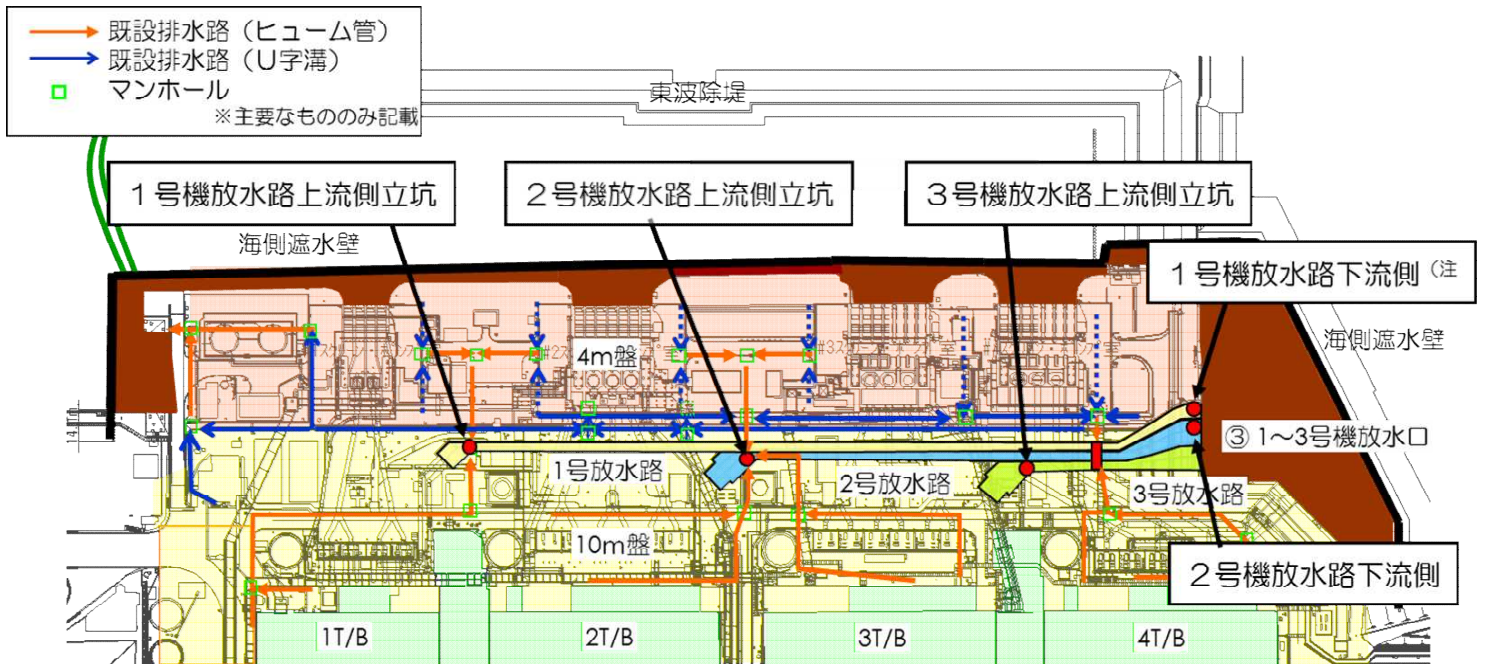 既設排水路（ヒューム管）
既設排水路（U字溝）
マンホール
※主要なもののみ記載
東波除堤
１号機放水路上流側立坑
２号機放水路上流側立坑
３号機放水路上流側立坑
海側遮水壁
１号機放水路下流側（注
海側遮水壁
4m盤
③ 1～3号機放水口
1号放水路
2号放水路
3号放水路
10m盤
２号機放水路下流側
1T/B
2T/B
3T/B
4T/B